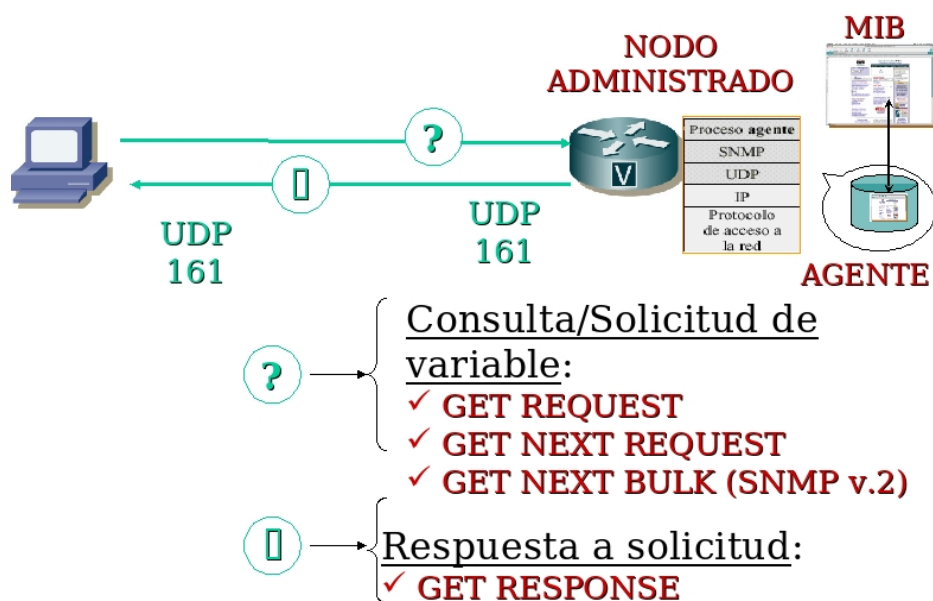 MIB
NODO
ADMINISTRADO
?
Proceso agente
SNMP
UDP
IP
Protocolo
de acceso a
la red
V
UDP
161
UDP
161
AGENTE
?
Consulta/Solicitud de
variable:
✓ GET REQUEST
✓ GET NEXT REQUEST
✓ GET NEXT BULK (SNMP v.2)
Respuesta a solicitud:
✓ GET RESPONSE